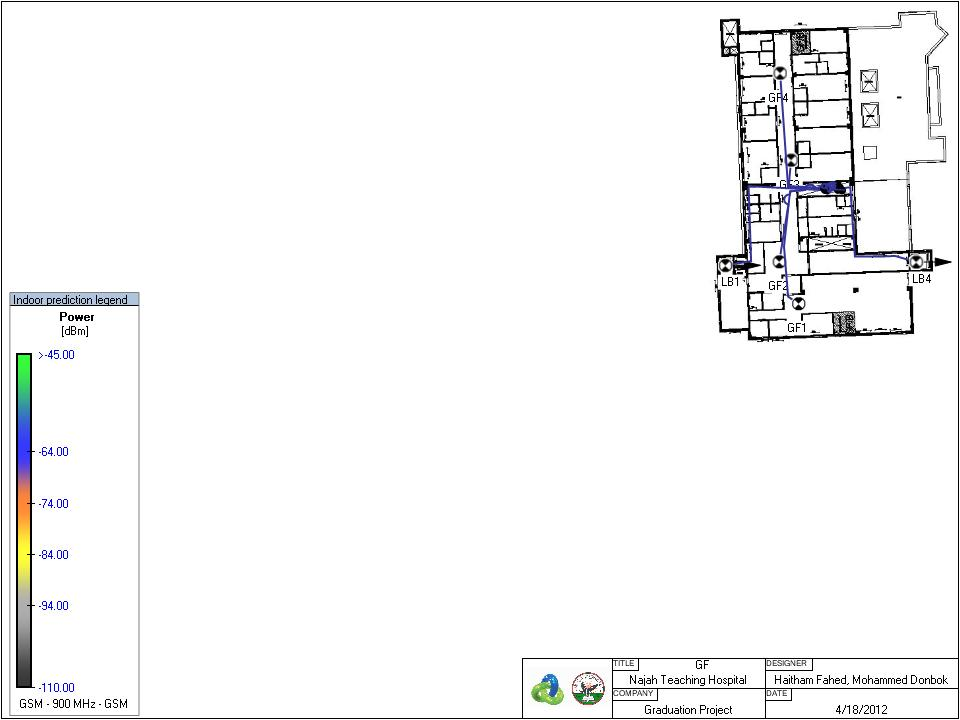 GF4
GF3
LB1
GF2
LB4
GF1
Indoor prediction legend
Power
[dBm]
>-45.00
-64.00
-74.00
-84.00
-94.00
-110.00
GSM - 900 MHz - GSM
TITLE
GF
Najah Teaching Hospital
DESIGNER
Haitham Fahed, Mohammed Donbok
COMPANY
Graduation Project
DATE
4/18/2012